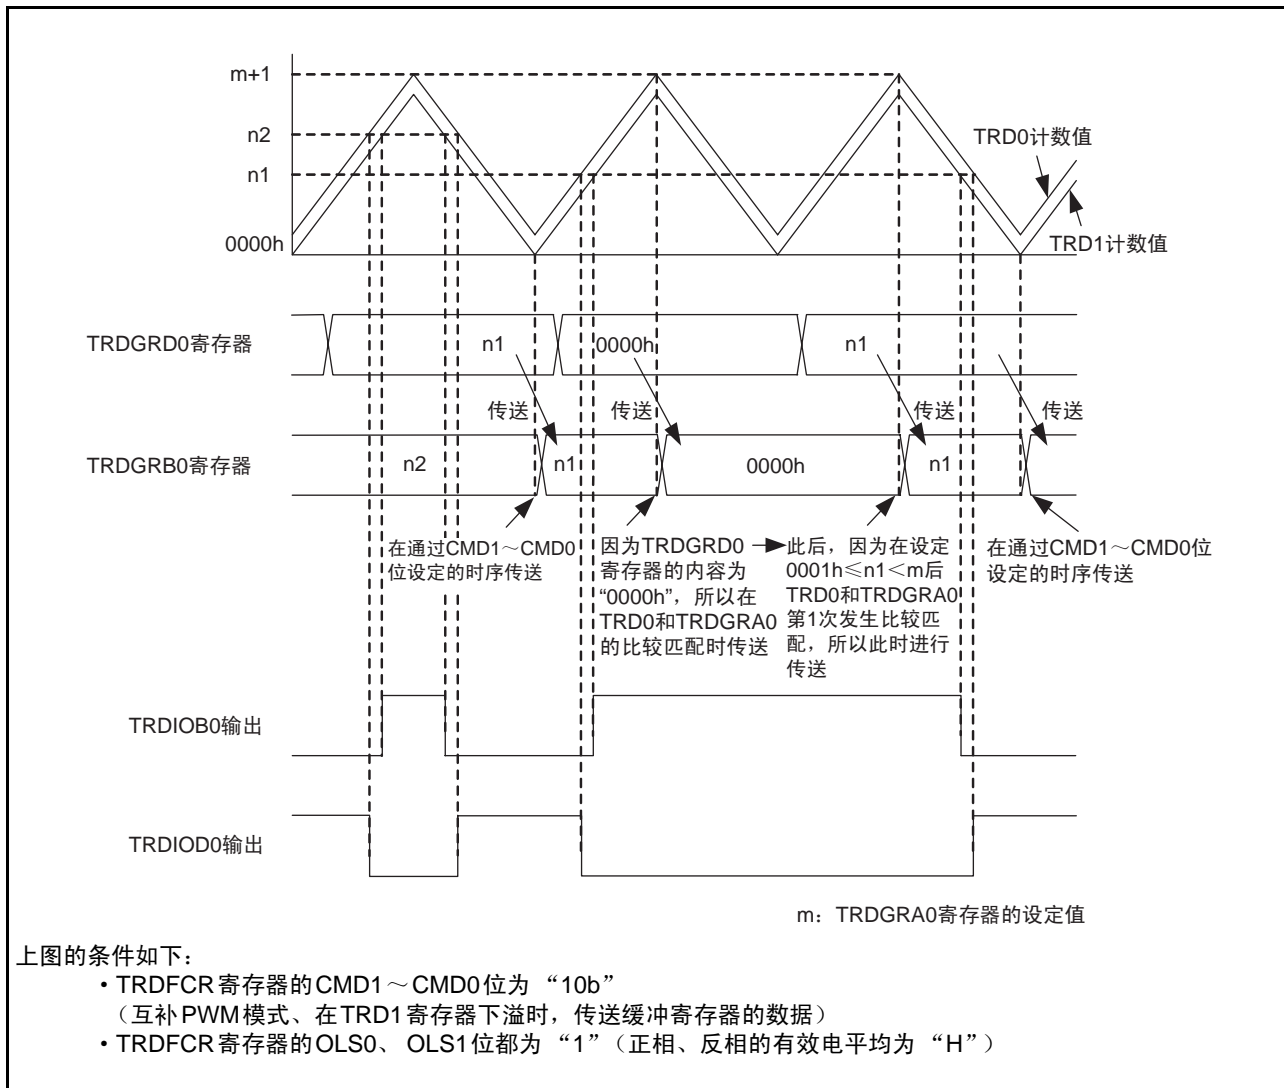 m+1
n2
n1
0000h
TRD0计数值
TRD1计数值
TRDGRD0寄存器
n1
0000h
n1
传送
传送
传送
传送
TRDGRB0寄存器
n2
n1
0000h
n1
在通过CMD1～CMD0
位设定的时序传送
因为TRDGRD0
寄存器的内容为
“0000h”，所以在
TRD0和TRDGRA0
的比较匹配时传送
此后，因为在设定
0001h≤n1＜m后
TRD0和TRDGRA0
第1次发生比较匹
配，所以此时进行
传送
在通过CMD1～CMD0位
设定的时序传送
TRDIOB0输出
TRDIOD0输出
m：TRDGRA0寄存器的设定值
上图的条件如下：
• TRDFCR寄存器的CMD1～CMD0位为“10b”
（互补PWM模式、在TRD1寄存器下溢时，传送缓冲寄存器的数据）
• TRDFCR寄存器的OLS0、OLS1位都为“1”（正相、反相的有效电平均为“H”）